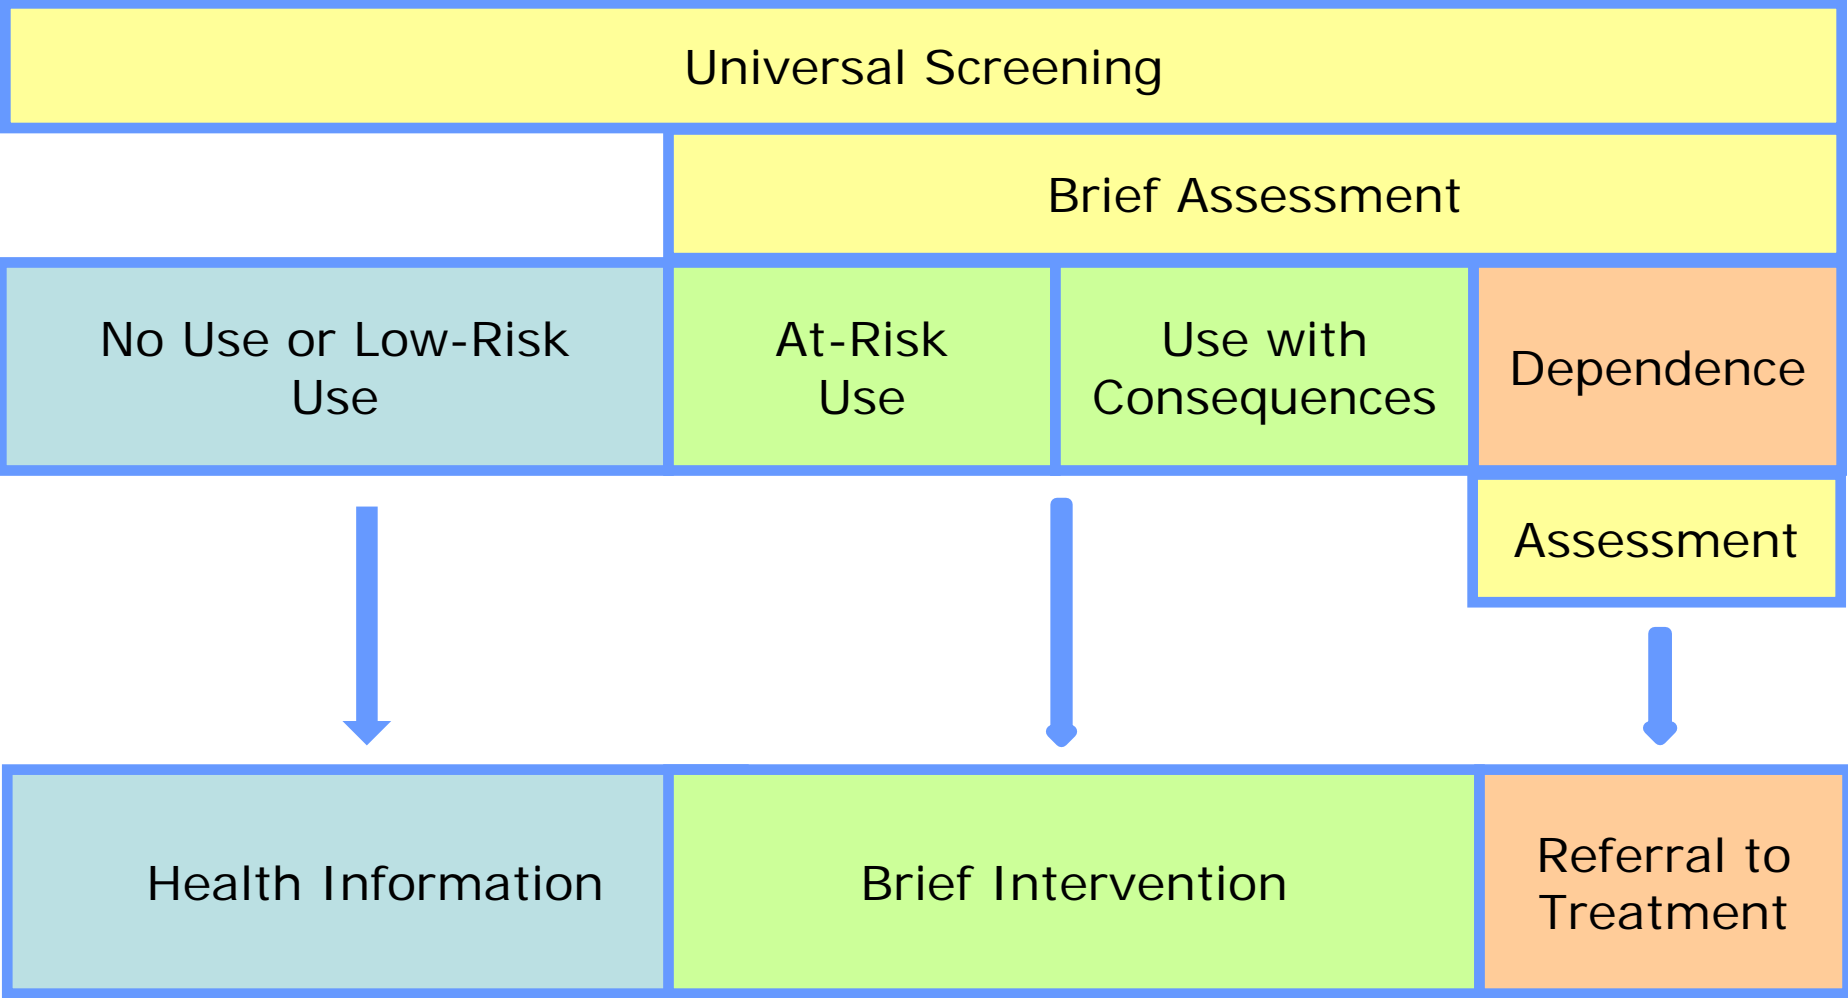 Universal Screening
Brief Assessment
No Use or Low-Risk
Use
At-Risk
Use
Use with
Consequences
Dependence
Assessment
Health Information
Brief Intervention
Referral to
Treatment